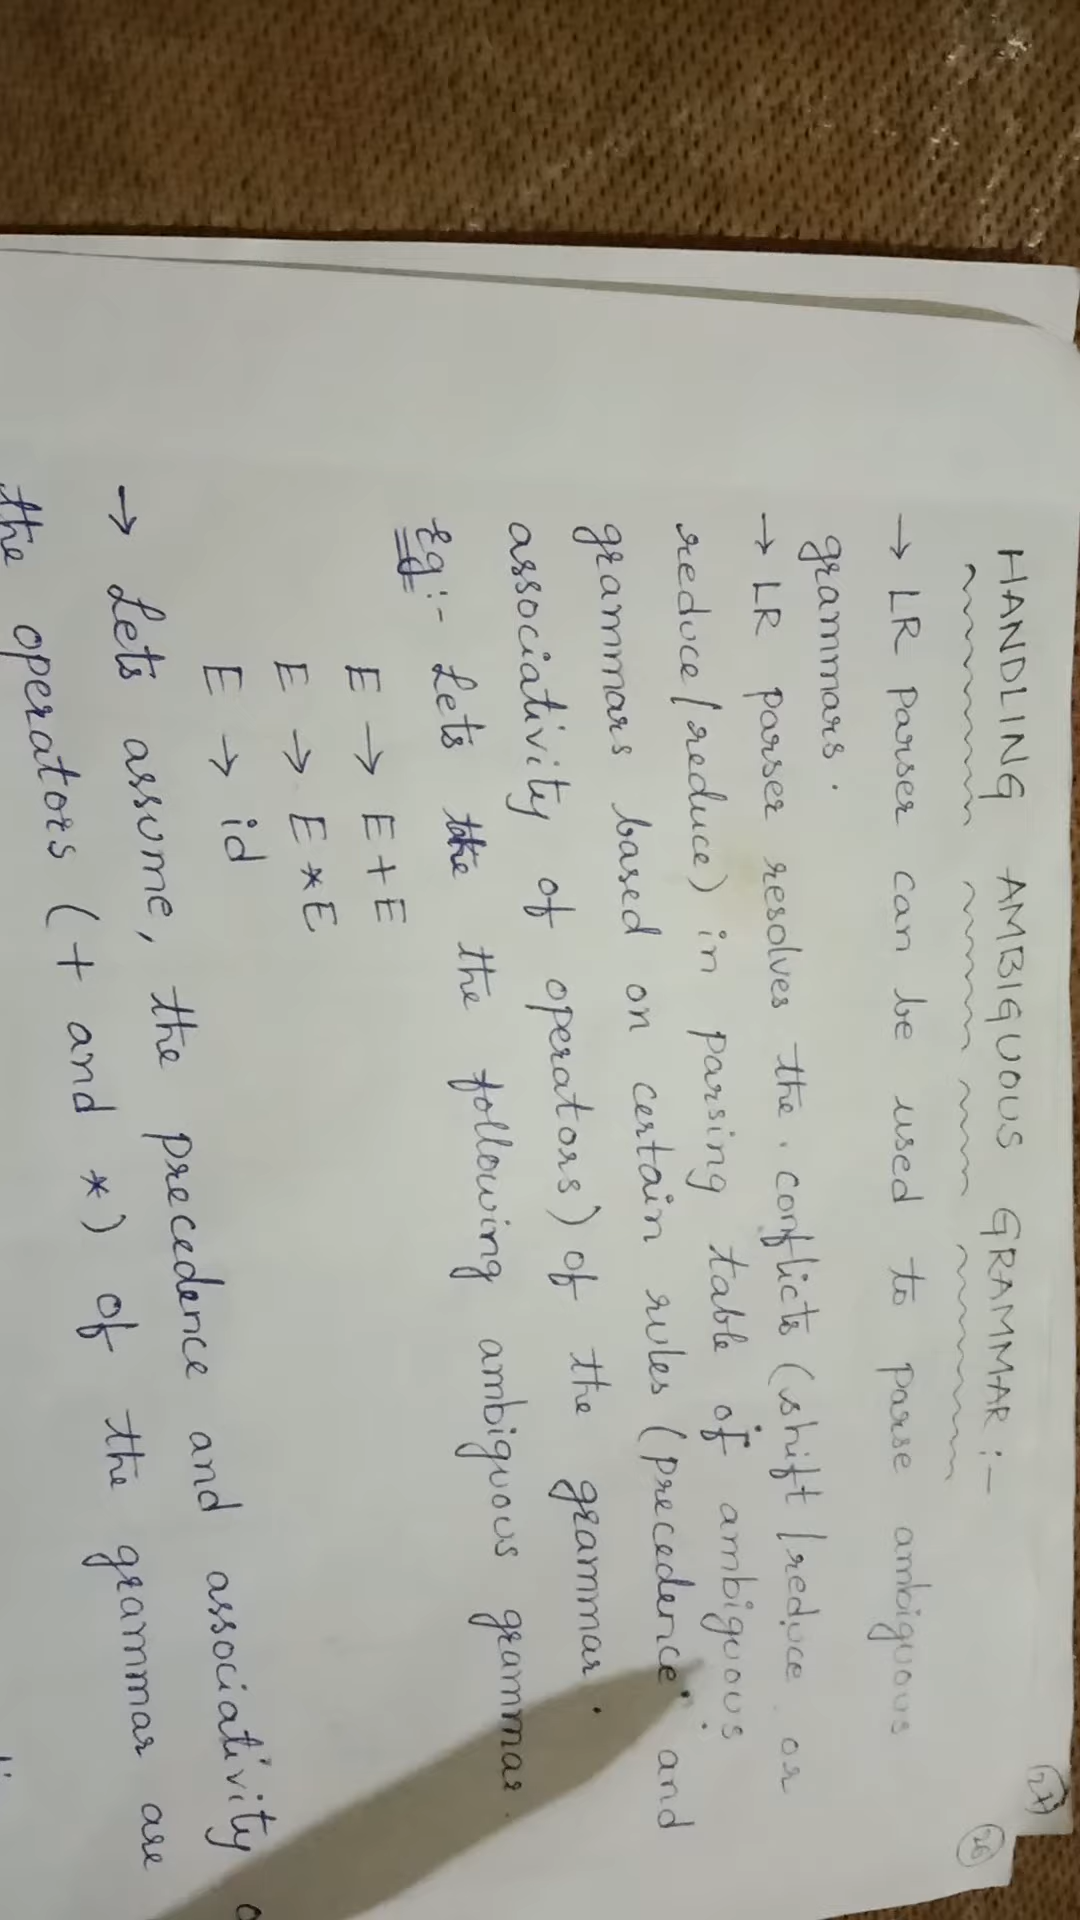 27
26
HANDLING AMBIGUOUS GRAMMAR :-
→ LR parser can be used to parse ambiguous
grammars.
→ LR parser resolves the conflicts (shift/reduce or
reduce/reduce) in parsing table of ambiguous
grammars based on certain rules (precedence and
associativity of operators) of the grammar.
Eg:- Lets take the following ambiguous grammar.
E → E + E
E → E * E
E → id
→ Lets assume, the precedence and associativity
the operators (+ and *) of the grammar are